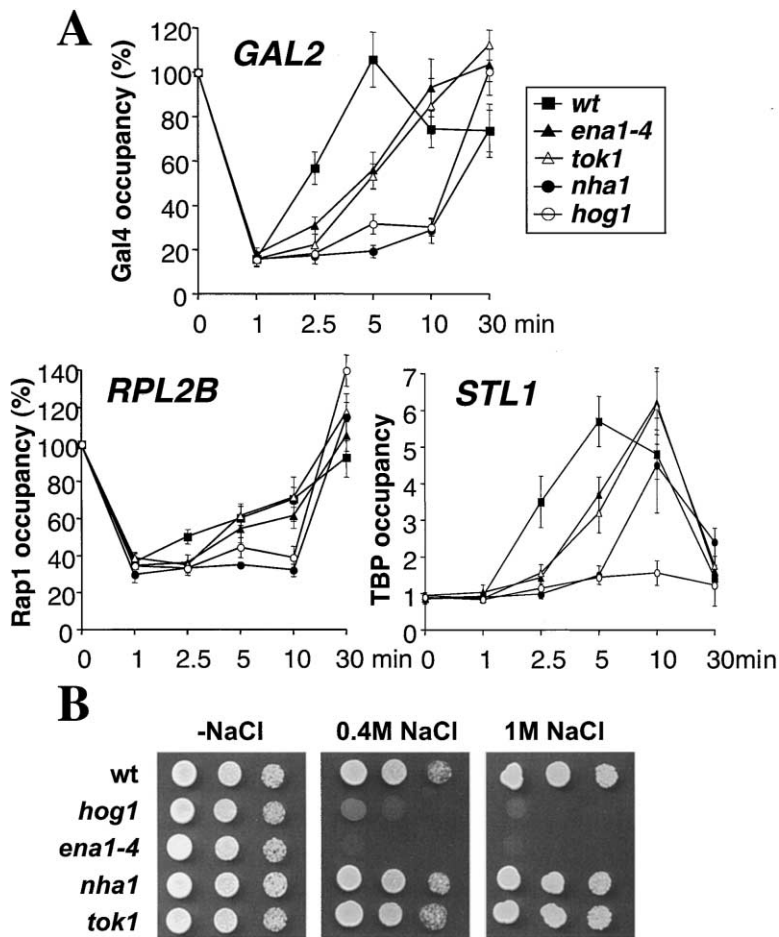 A
GAL2
Gal4 occupancy (%)
120
100
80
60
40
20
0
0 1 2.5 5 10 30 min
wt
ena1-4
tok1
nha1
hog1
RPL2B
Rap1 occupancy (%)
140
120
100
80
60
40
20
0
0 1 2.5 5 10 30 min
STL1
TBP occupancy
7
6
5
4
3
2
1
0
0 1 2.5 5 10 30min
B
-NaCl 0.4M NaCl 1M NaCl
wt
hog1
ena1-4
nha1
tok1